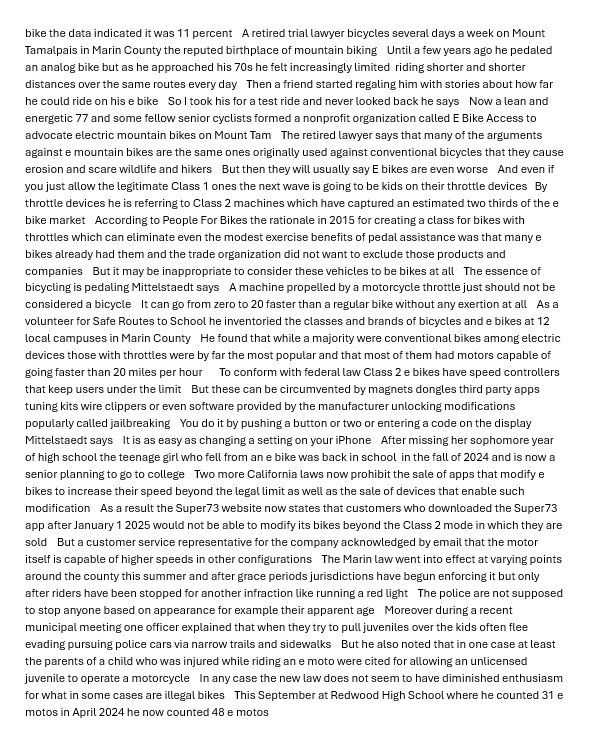 bike the data indicated it was 11 percent   A retired trial lawyer bicycles several days a week on Mount
Tamalpais in Marin County the reputed birthplace of mountain biking   Until a few years ago he pedaled
an analog bike but as he approached his 70s he felt increasingly limited  riding shorter and shorter
distances over the same routes every day   Then a friend started regaling him with stories about how far
he could ride on his e bike   So I took his for a test ride and never looked back he says   Now a lean and
energetic 77 and some fellow senior cyclists formed a nonprofit organization called E Bike Access to
advocate electric mountain bikes on Mount Tam   The retired lawyer says that many of the arguments
against e mountain bikes are the same ones originally used against conventional bicycles that they cause
erosion and scare wildlife and hikers   But then they will usually say E bikes are even worse   And even if
you just allow the legitimate Class 1 ones the next wave is going to be kids on their throttle devices   By
throttle devices he is referring to Class 2 machines which have captured an estimated two thirds of the e
bike market   According to People For Bikes the rationale in 2015 for creating a class for bikes with
throttles which can eliminate even the modest exercise benefits of pedal assistance was that many e
bikes already had them and the trade organization did not want to exclude those products and
companies   But it may be inappropriate to consider these vehicles to be bikes at all   The essence of
bicycling is pedaling Mittelstaedt says   A machine propelled by a motorcycle throttle just should not be
considered a bicycle   It can go from zero to 20 faster than a regular bike without any exertion at all   As a
volunteer for Safe Routes to School he inventoried the classes and brands of bicycles and e bikes at 12
local campuses in Marin County   He found that while a majority were conventional bikes among electric
devices those with throttles were by far the most popular and that most of them had motors capable of
going faster than 20 miles per hour     To conform with federal law Class 2 e bikes have speed controllers
that keep users under the limit   But these can be circumvented by magnets dongles third party apps
tuning kits wire clippers or even software provided by the manufacturer unlocking modifications
popularly called jailbreaking   You do it by pushing a button or two or entering a code on the display
Mittelstaedt says   It is as easy as changing a setting on your iPhone   After missing her sophomore year
of high school the teenage girl who fell from an e bike was back in school  in the fall of 2024 and is now a
senior planning to go to college   Two more California laws now prohibit the sale of apps that modify e
bikes to increase their speed beyond the legal limit as well as the sale of devices that enable such
modification   As a result the Super73 website now states that customers who downloaded the Super73
app after January 1 2025 would not be able to modify its bikes beyond the Class 2 mode in which they are
sold   But a customer service representative for the company acknowledged by email that the motor
itself is capable of higher speeds in other configurations   The Marin law went into effect at varying points
around the county this summer and after grace periods jurisdictions have begun enforcing it but only
after riders have been stopped for another infraction like running a red light   The police are not supposed
to stop anyone based on appearance for example their apparent age   Moreover during a recent
municipal meeting one officer explained that when they try to pull juveniles over the kids often flee
evading pursuing police cars via narrow trails and sidewalks   But he also noted that in one case at least
the parents of a child who was injured while riding an e moto were cited for allowing an unlicensed
juvenile to operate a motorcycle   In any case the new law does not seem to have diminished enthusiasm
for what in some cases are illegal bikes   This September at Redwood High School where he counted 31 e
motos in April 2024 he now counted 48 e motos